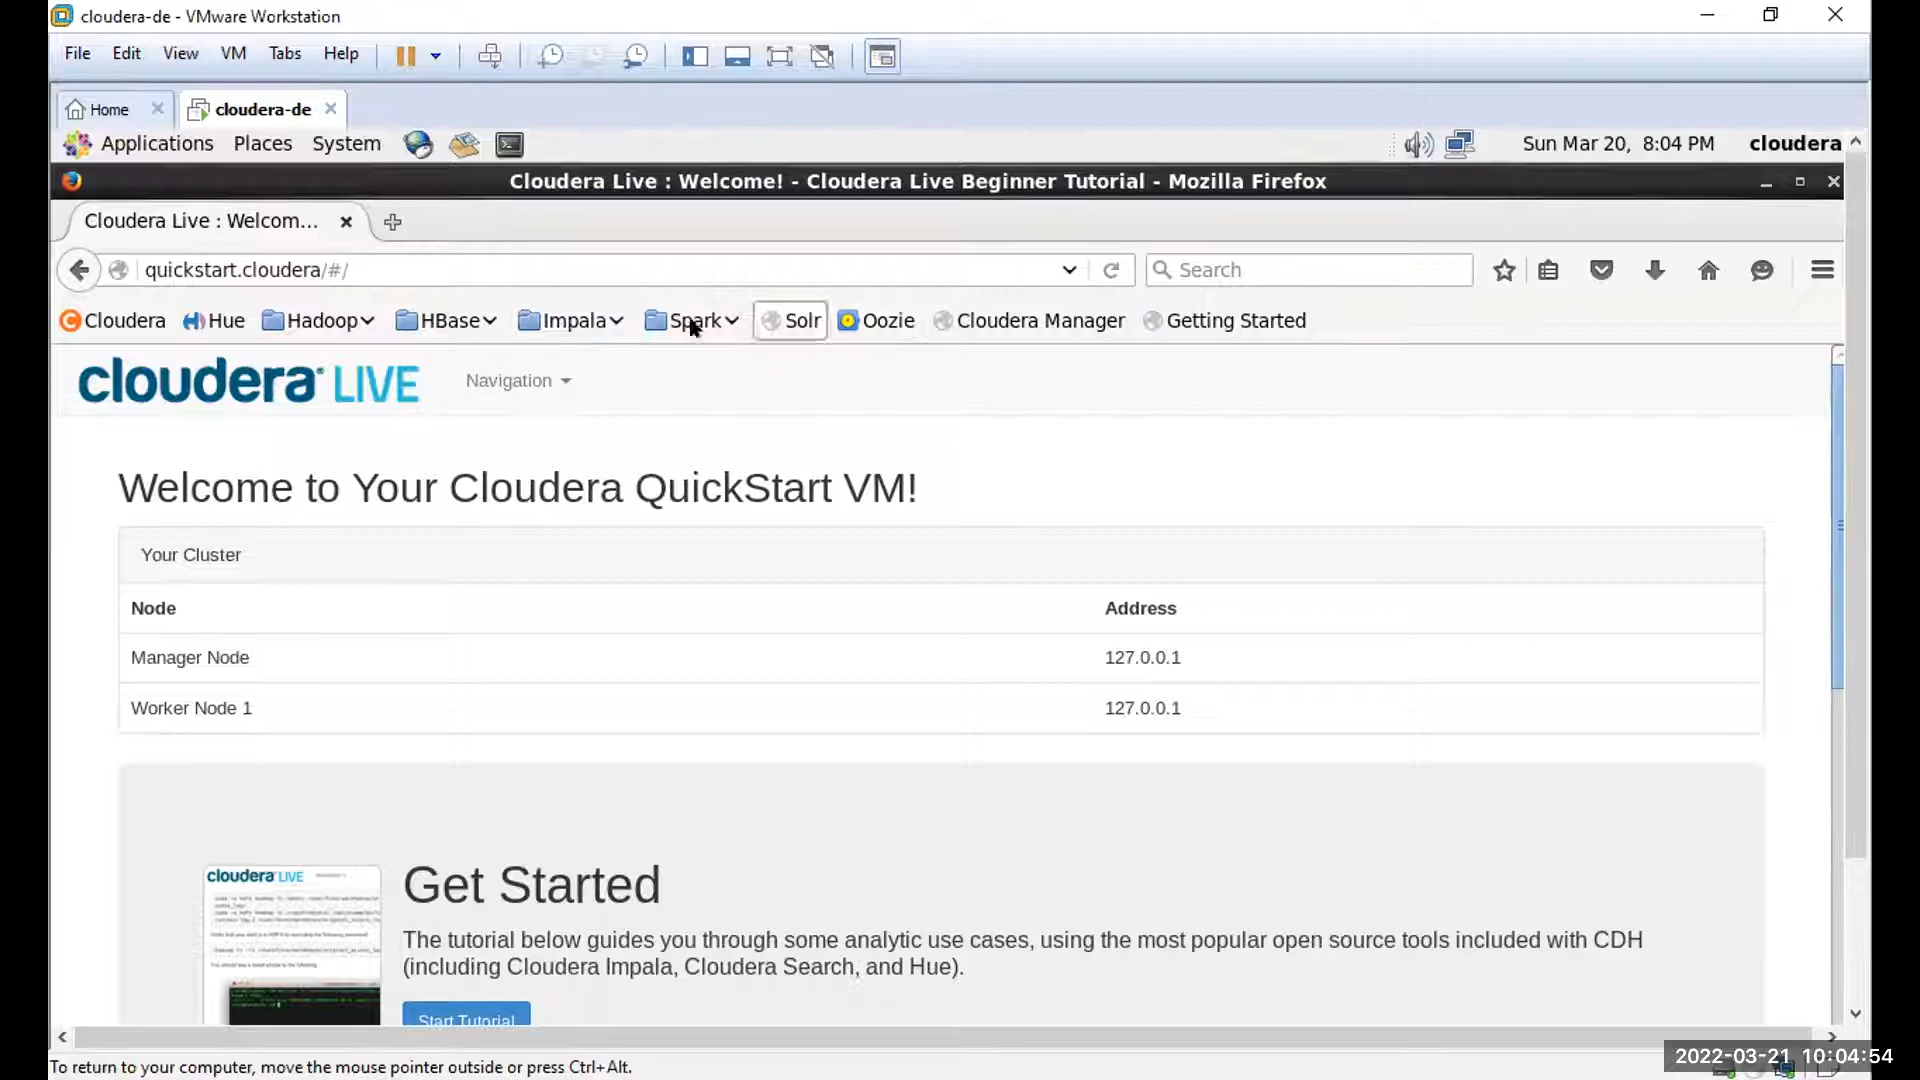 cloudera-de - VMware Workstation
File Edit View VM Tabs Help
Home cloudera-de
Applications Places System Sun Mar 20, 8:04 PM cloudera
Cloudera Live : Welcome! - Cloudera Live Beginner Tutorial - Mozilla Firefox
Cloudera Live : Welcom...
quickstart.cloudera/#/ Search
Cloudera Hue Hadoop HBase Impala Spark Solr Oozie Cloudera Manager Getting Started
cloudera LIVE Navigation
Welcome to Your Cloudera QuickStart VM!
Your Cluster
Node Address
Manager Node 127.0.0.1
Worker Node 1 127.0.0.1
cloudera LIVE
Get Started
The tutorial below guides you through some analytic use cases, using the most popular open source tools included with CDH
(including Cloudera Impala, Cloudera Search, and Hue).
Start Tutorial
To return to your computer, move the mouse pointer outside or press Ctrl+Alt.
2022-03-21 10:04:54